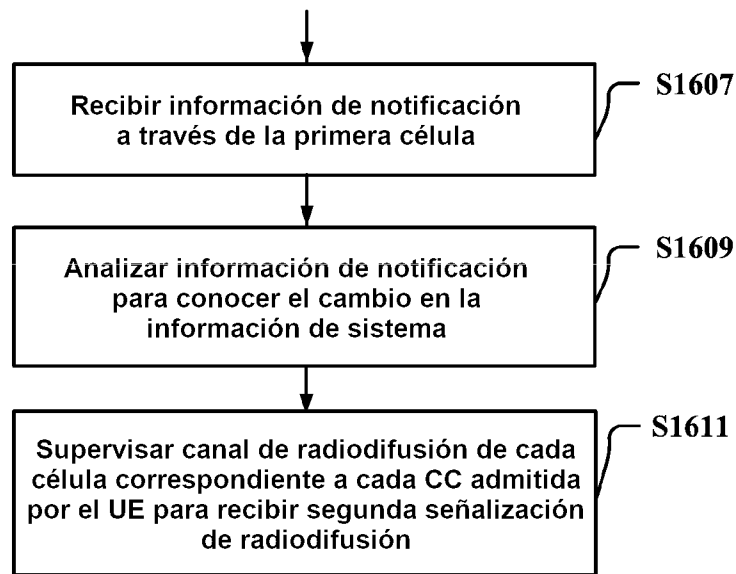 Recibir información de notificación
a través de la primera célula
S1607
Analizar información de notificación
para conocer el cambio en la
información de sistema
S1609
Supervisar canal de radiodifusión de cada
célula correspondiente a cada CC admitida
por el UE para recibir segunda señalización
de radiodifusión
S1611